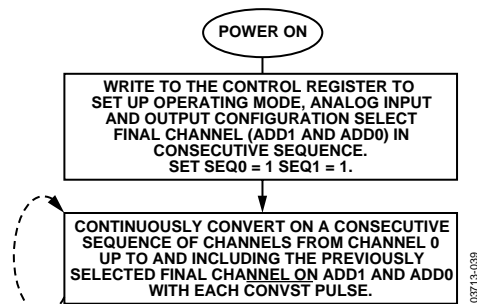 POWER ON
WRITE TO THE CONTROL REGISTER TO
SET UP OPERATING MODE, ANALOG INPUT
AND OUTPUT CONFIGURATION SELECT
FINAL CHANNEL (ADD1 AND ADD0) IN
CONSECUTIVE SEQUENCE.
SET SEQ0 = 1 SEQ1 = 1.
CONTINUOUSLY CONVERT ON A CONSECUTIVE
SEQUENCE OF CHANNELS FROM CHANNEL 0
UP TO AND INCLUDING THE PREVIOUSLY
SELECTED FINAL CHANNEL ON ADD1 AND ADD0
WITH EACH CONVST PULSE.
03713-039